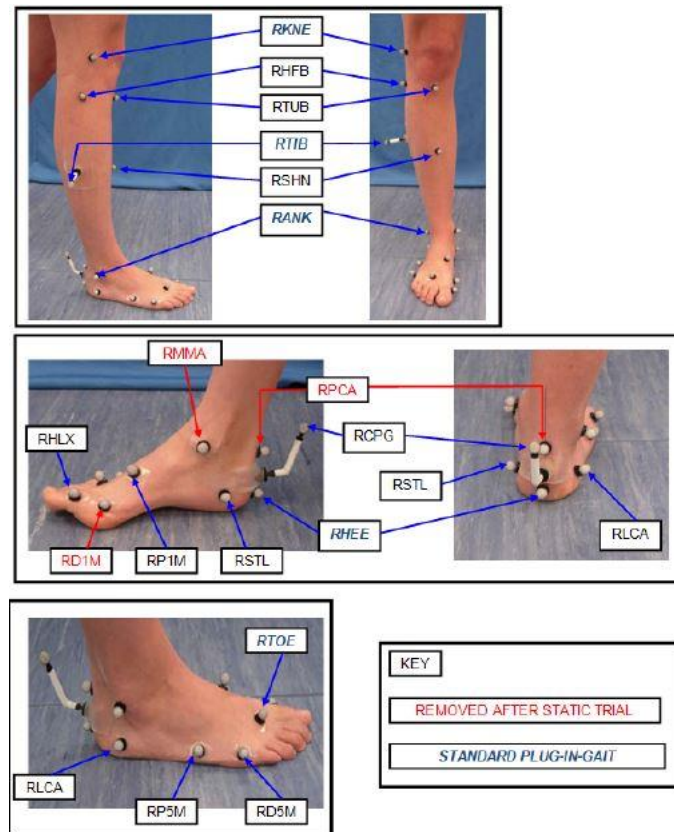 RKNE
RHFB
RTUB
RTIB
RSHN
RANK
RMMA
RPCA
RHLX
RCPG
RSTL
RHEE
RLCA
RD1M
RP1M
RSTL
RTOE
RLCA
RP5M
RD5M
KEY
REMOVED AFTER STATIC TRIAL
STANDARD PLUG-IN-GAIT